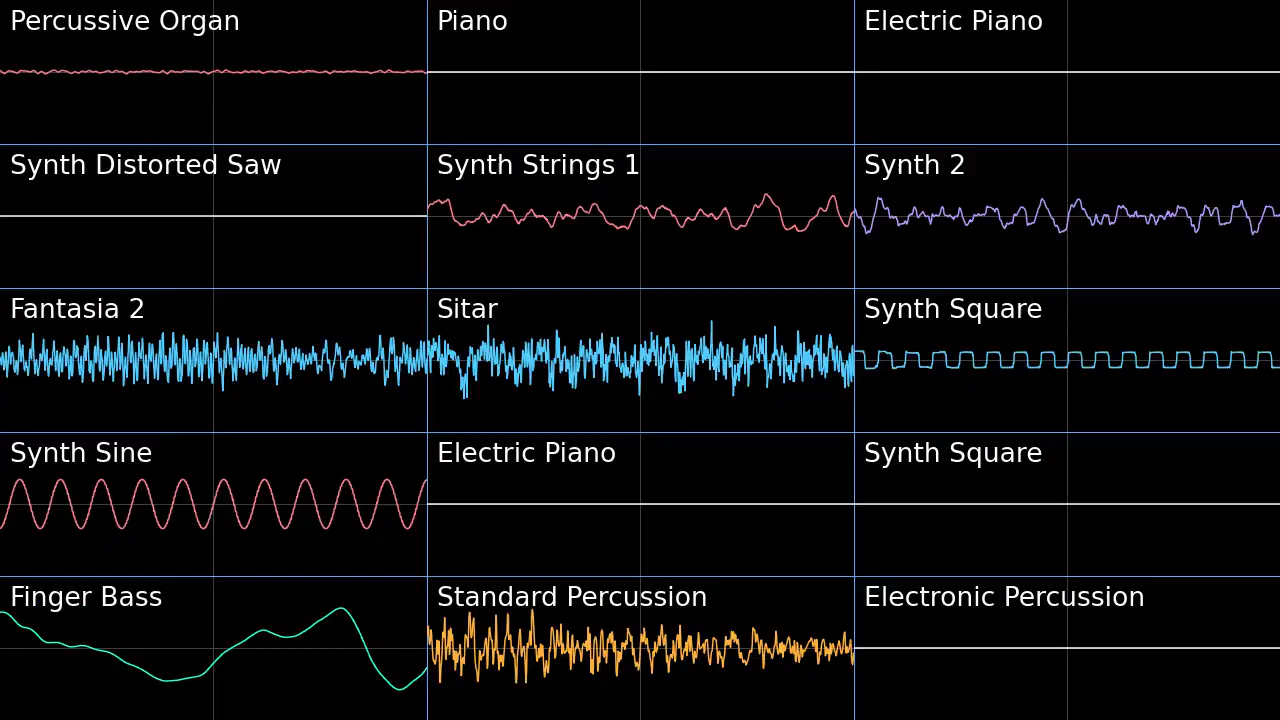 Percussive Organ
Piano
Electric Piano
Synth Distorted Saw
Synth Strings 1
Synth 2
Fantasia 2
Sitar
Synth Square
Synth Sine
Electric Piano
Synth Square
Finger Bass
Standard Percussion
Electronic Percussion